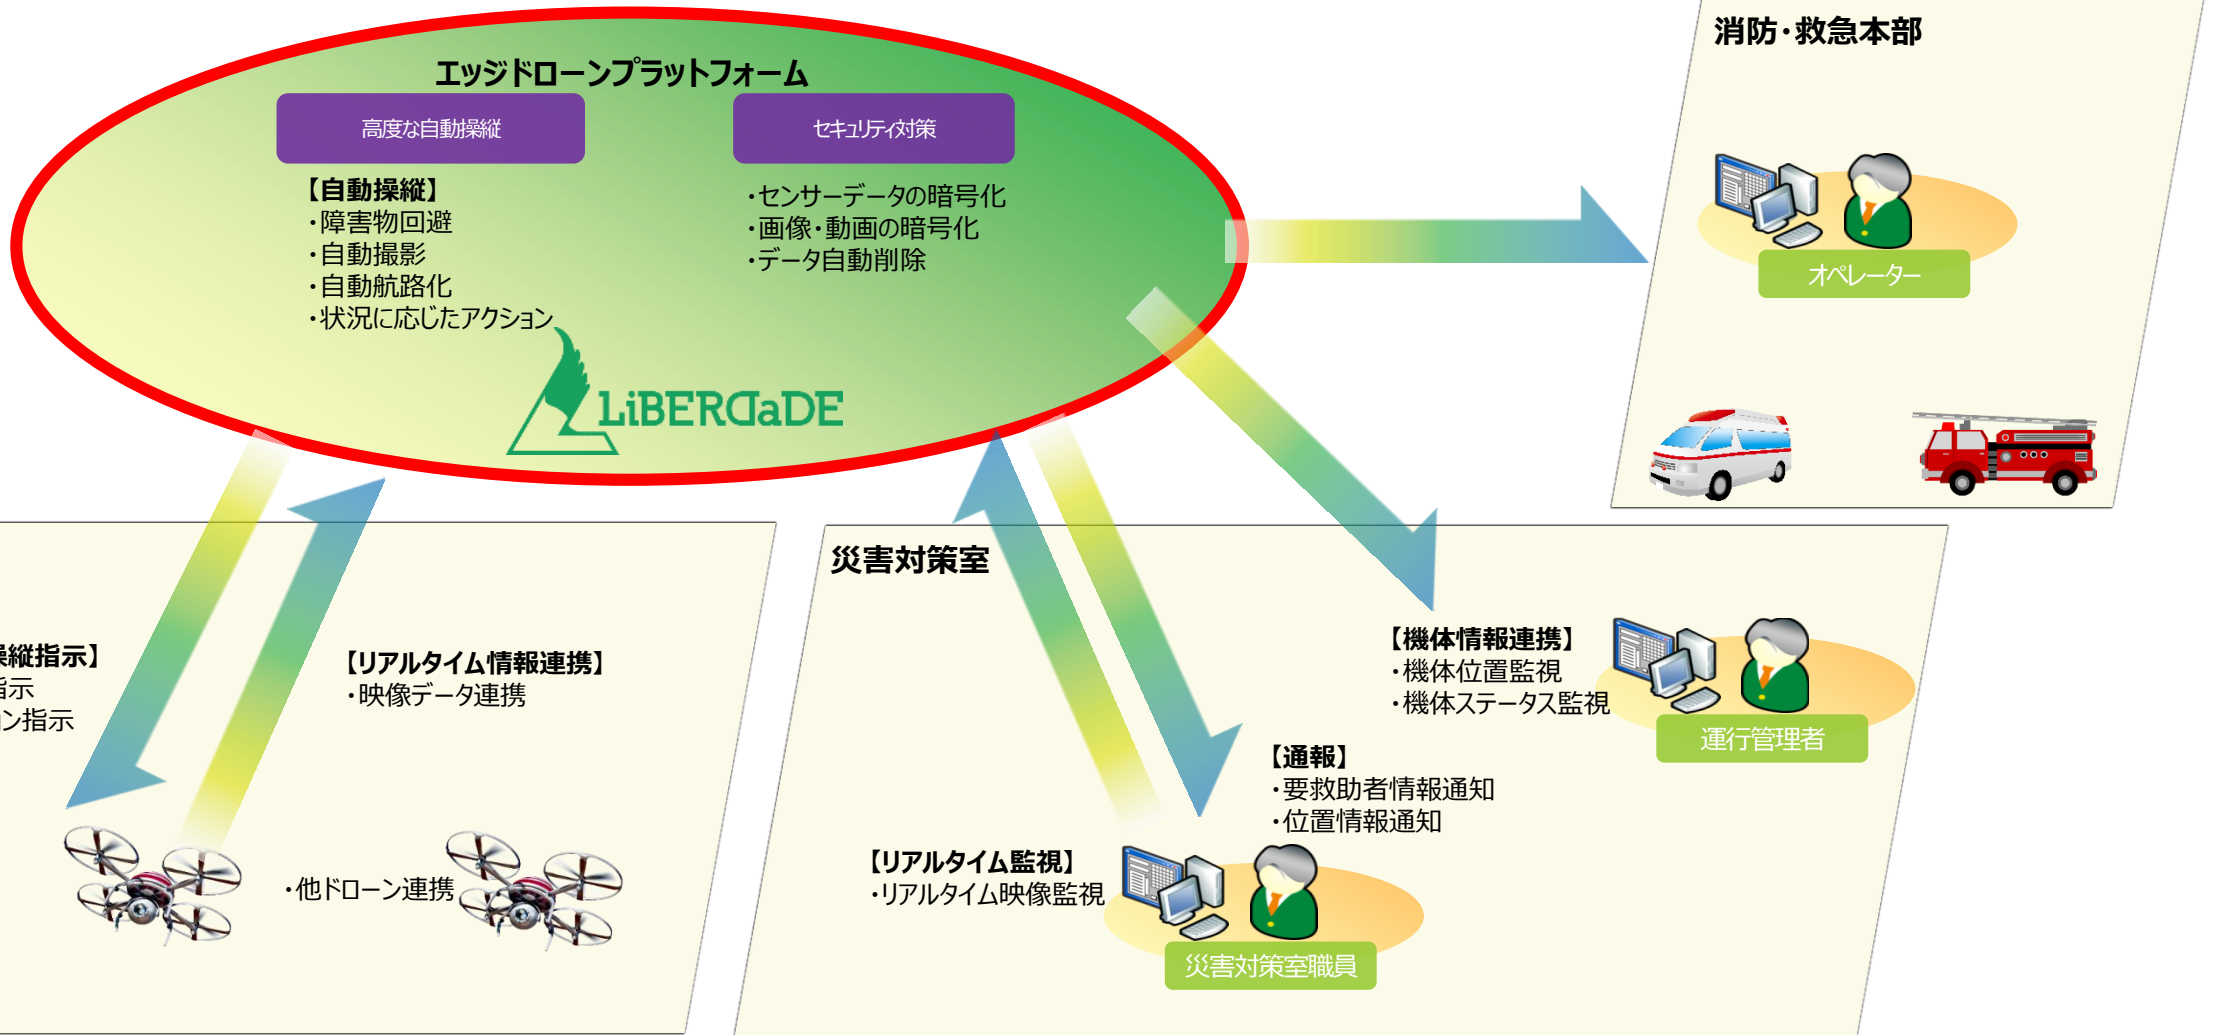 消防・救急本部
エッジドローンプラットフォーム
高度な自動操縦
セキュリティ対策
【自動操縦】
・障害物回避
・自動撮影
・自動航路化
・状況に応じたアクション
・センサーデータの暗号化
・画像・動画の暗号化
・データ自動削除
オペレーター
LiBERDaDE
災害対策室
縦指示】
指示
ン指示
【リアルタイム情報連携】
・映像データ連携
・他ドローン連携
【機体情報連携】
・機体位置監視
・機体ステータス監視
運行管理者
【通報】
・要救助者情報通知
・位置情報通知
【リアルタイム監視】
・リアルタイム映像監視
災害対策室職員